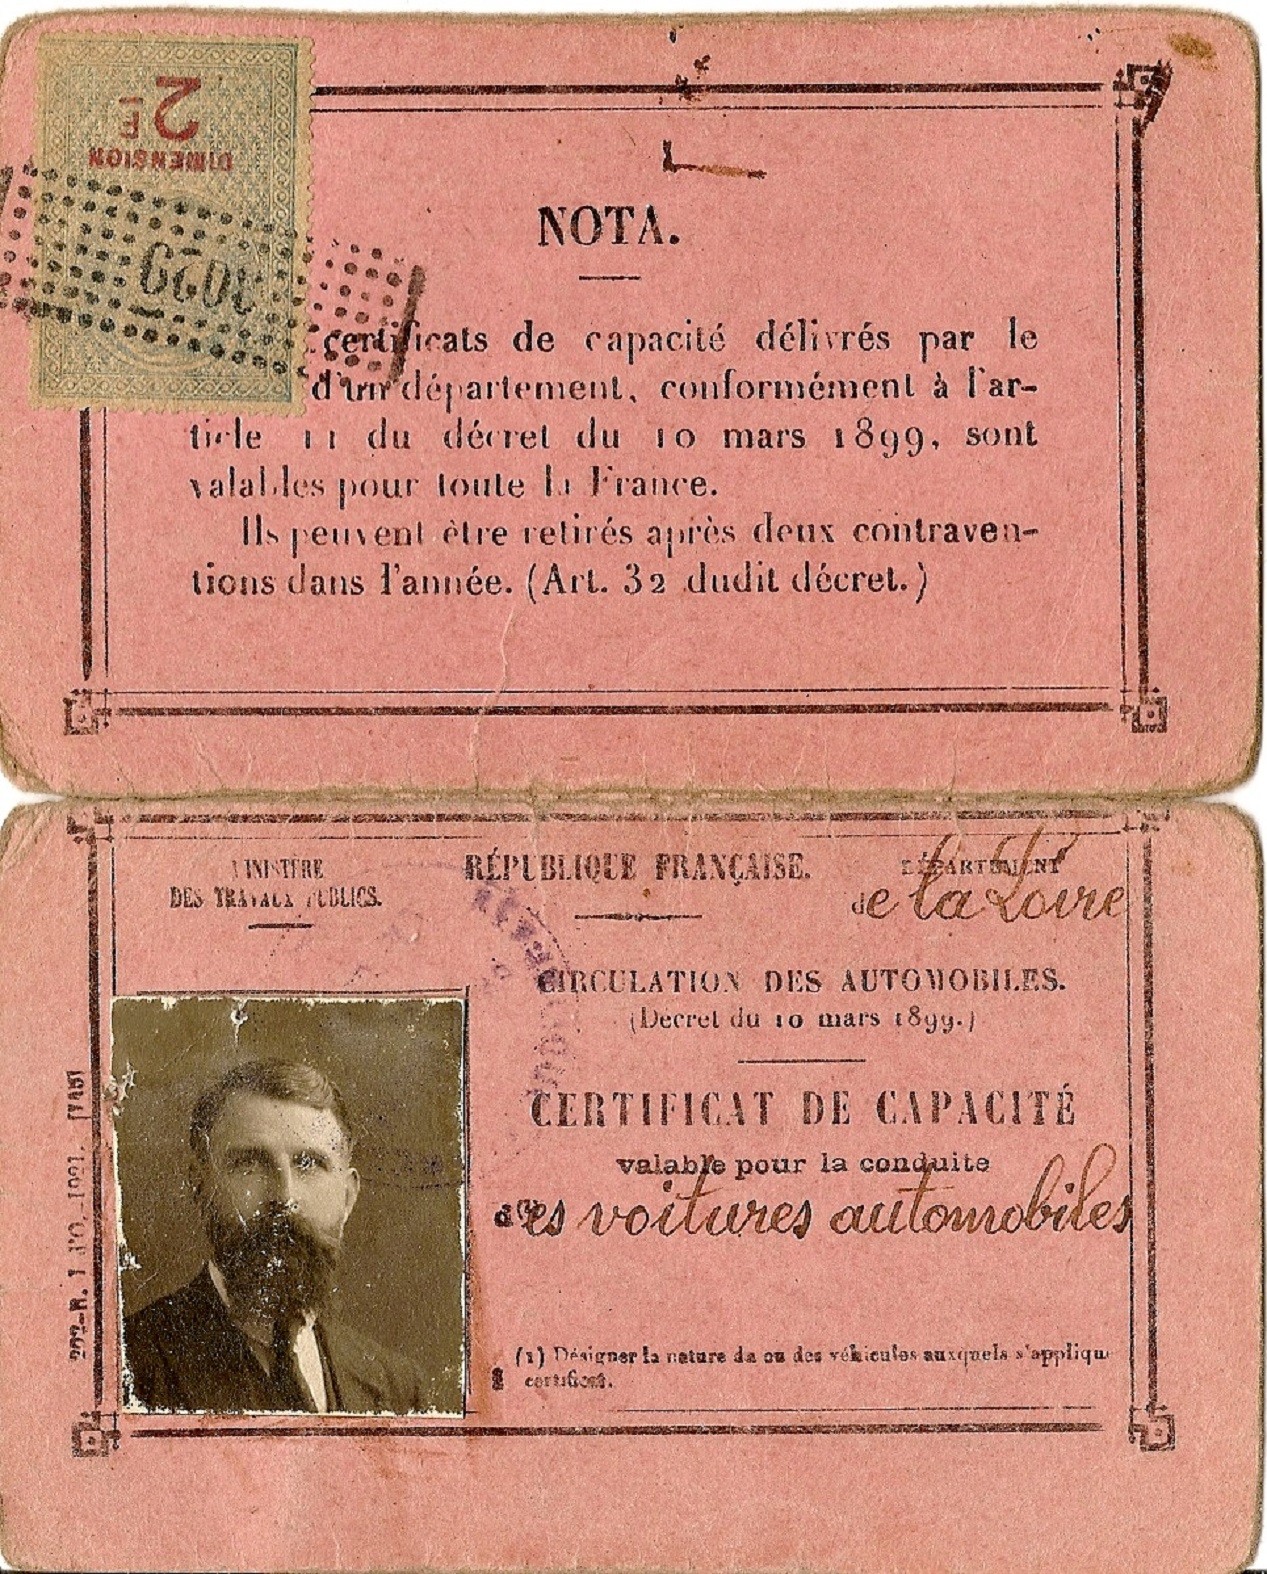 2F
DIMENSION
NOTA.
certificats de capacité délivrés par le
d'un département, conformément à l'ar-
ticle 11 du décret du 10 mars 1899, sont
valables pour toute la France.
Ils peuvent être retirés après deux contraven-
tions dans l'année. (Art. 32 dudit décret.)
MINISTÈRE
DES TRAVAUX PUBLICS.
RÉPUBLIQUE FRANÇAISE.
DÉPARTEMENT
de la Loire
CIRCULATION DES AUTOMOBILES.
(Décret du 10 mars 1899.)
CERTIFICAT DE CAPACITÉ
valable pour la conduite
des voitures automobiles
(1) Désigner la nature du ou des véhicules auxquels s'applique
certificat.